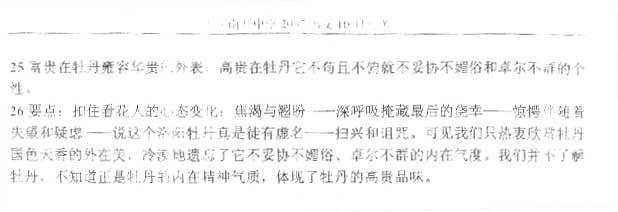 25 富贵在牡丹雍容华贵的外表，高贵在牡丹它不苟且不俯就不妥协不媚俗和卓尔不群的个
性。
26 要点：扣住看花人的心态变化：焦渴与翘盼——深呼吸掩藏最后的侥幸——惊愕伴随着
失望和疑虑——说这个洛阳牡丹真是徒有虚名——扫兴和诅咒。可见我们只热衷欣赏牡丹
国色天香的外在美，冷漠地遗忘了它不妥协不媚俗、卓尔不群的内在气度。我们并不了解
牡丹，不知道正是牡丹的内在精神气质，体现了牡丹的高贵品味。